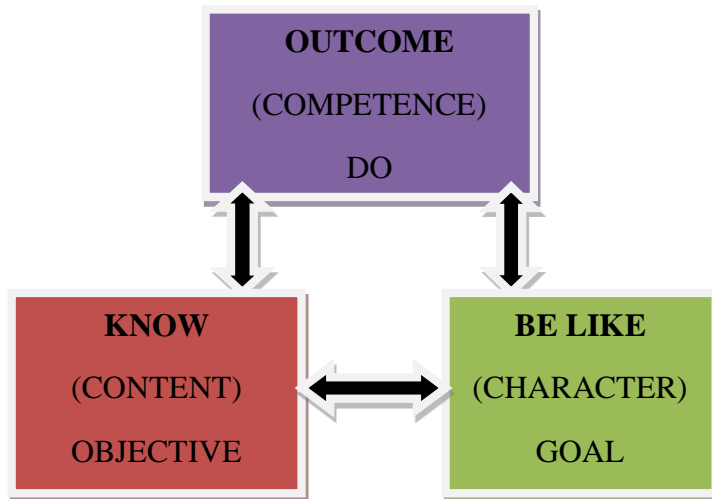 OUTCOME
(COMPETENCE)
DO
KNOW
(CONTENT)
OBJECTIVE
BE LIKE
(CHARACTER)
GOAL